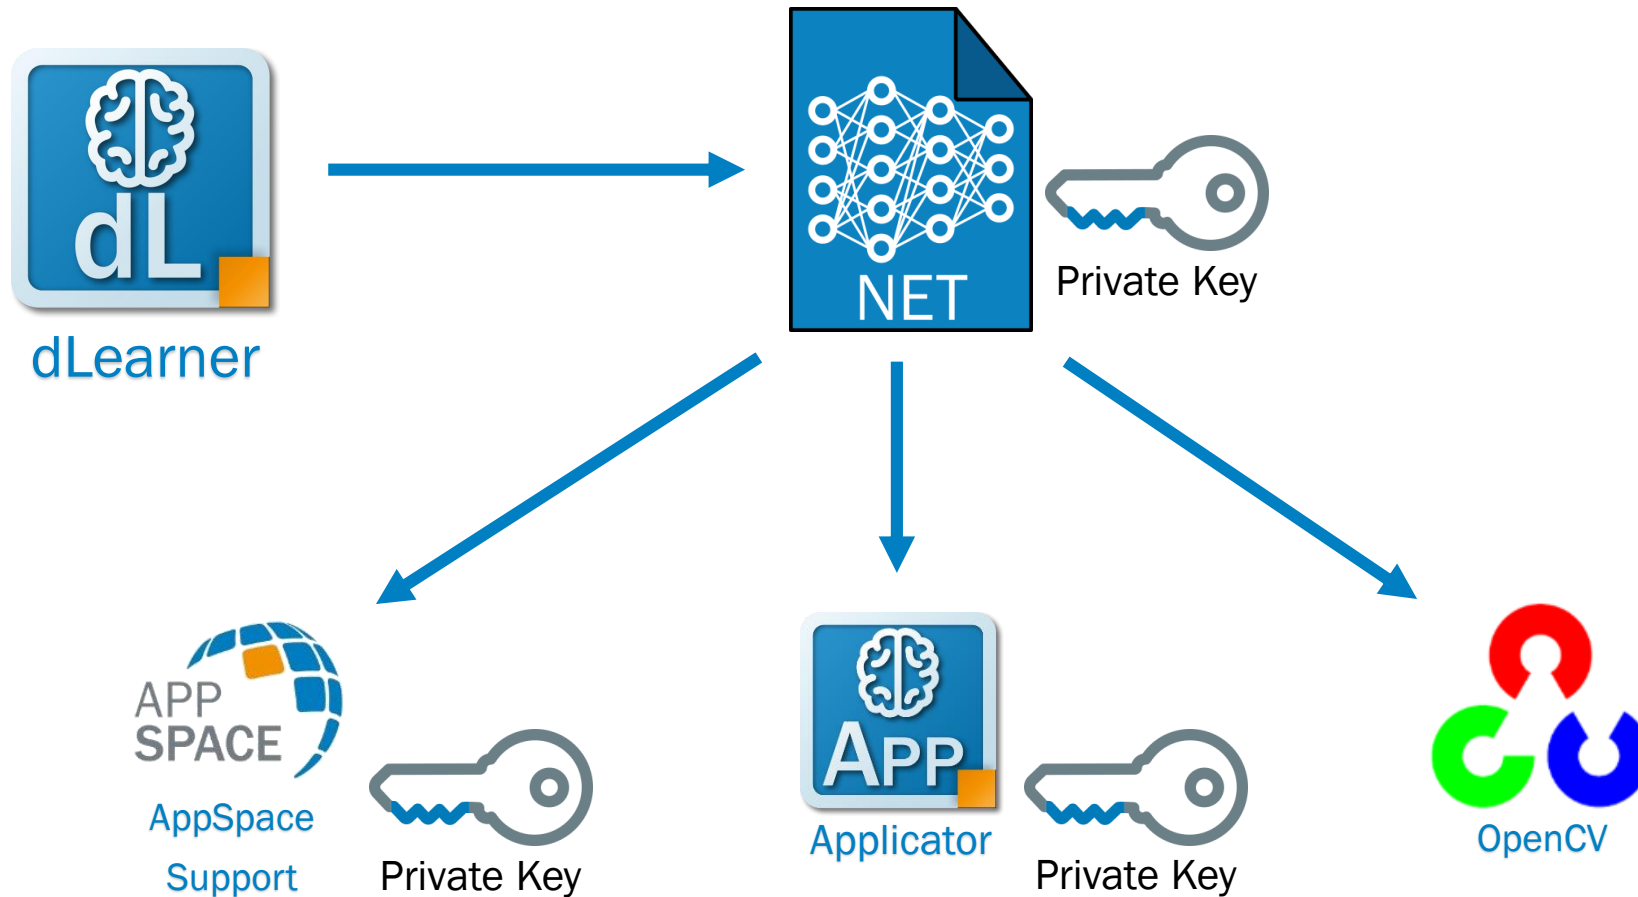 dL
dLearner
NET
Private Key
APP
SPACE
AppSpace
Support
Private Key
APP
Applicator
Private Key
OpenCV